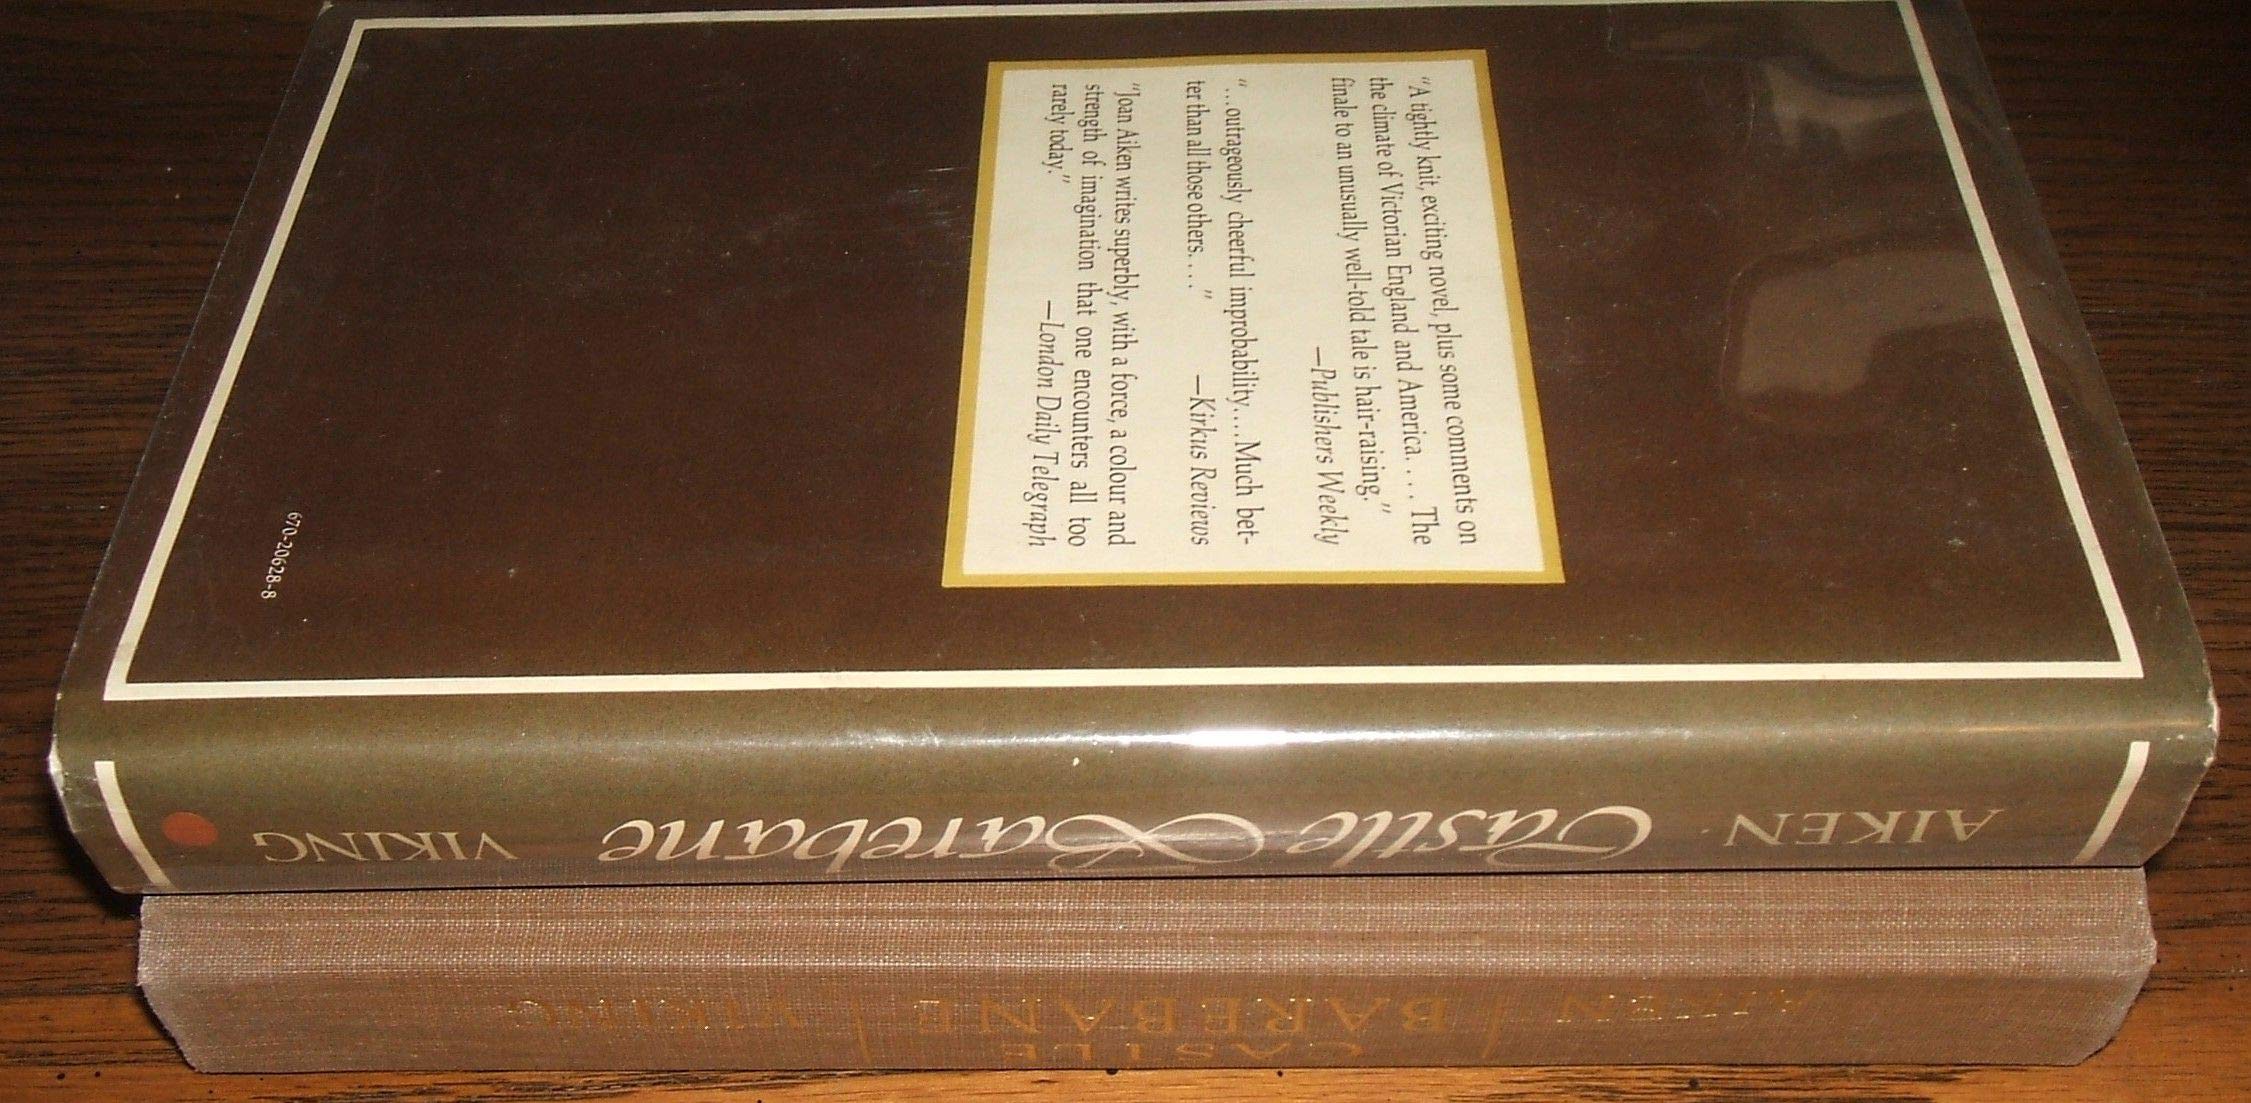 "A tightly knit, exciting novel, plus some comments on
the climate of Victorian England and America. . . . The
finale to an unusually well-told tale is hair-raising."
—Publishers Weekly
"...outrageously cheerful improbability....Much bet-
ter than all those others. . . ."
—Kirkus Reviews
"Joan Aiken writes superbly, with a force, a colour and
strength of imagination that one encounters all too
rarely today."
—London Daily Telegraph
670-20628-8
AIKEN Castle Barebane VIKING
AIKEN
CASTLE
BAREBANE
VIKING